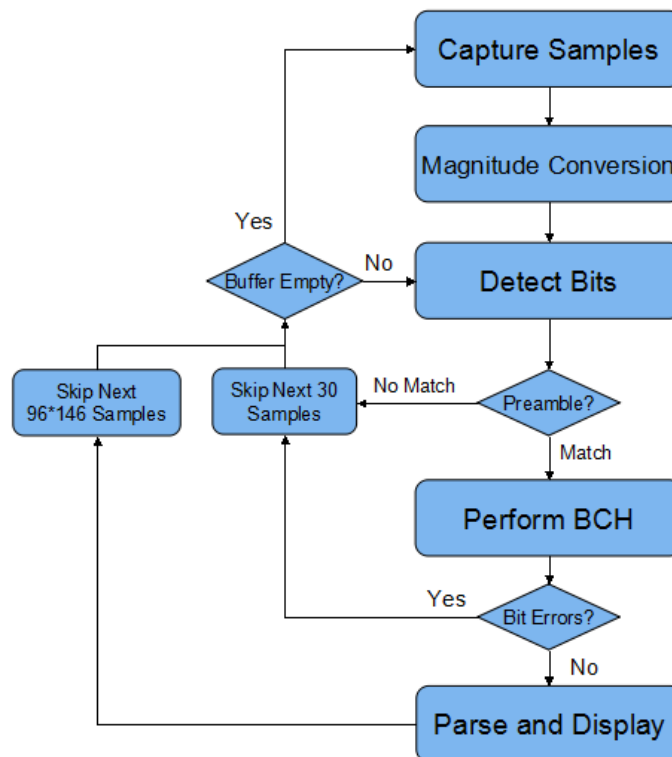 Capture Samples
Magnitude Conversion
Yes
Buffer Empty?
No
Detect Bits
Skip Next
96*146 Samples
Skip Next 30
Samples
No Match
Preamble?
Match
Perform BCH
Yes
Bit Errors?
No
Parse and Display